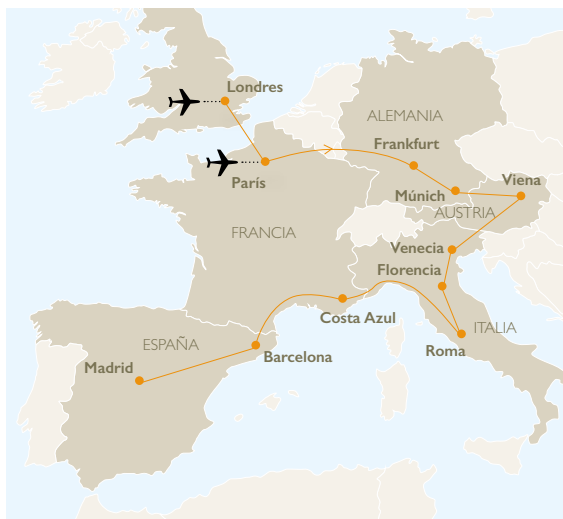 Londres
ALEMANIA
Frankfurt
París
Viena
Múnich
AUSTRIA
FRANCIA
Venecia
Florencia
Costa Azul
ITALIA
ESPAÑA
Roma
Barcelona
Madrid